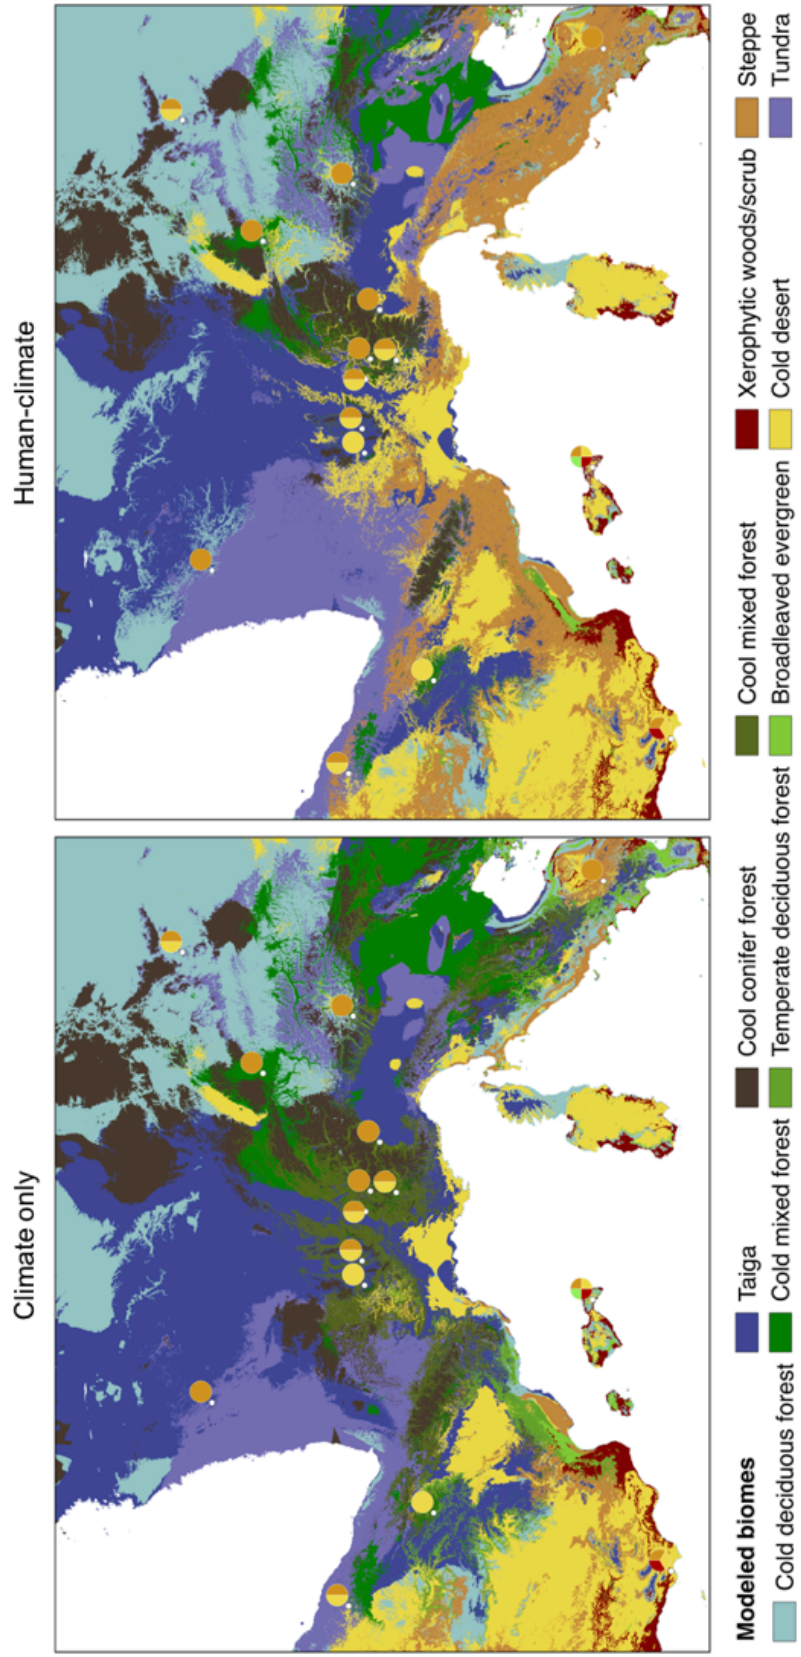 Climate only
Human-climate
Modeled biomes
Taiga
Cool conifer forest
Cool mixed forest
Xerophytic woods/scrub
Steppe
Cold deciduous forest
Cold mixed forest
Temperate deciduous forest
Broadleaved evergreen
Cold desert
Tundra